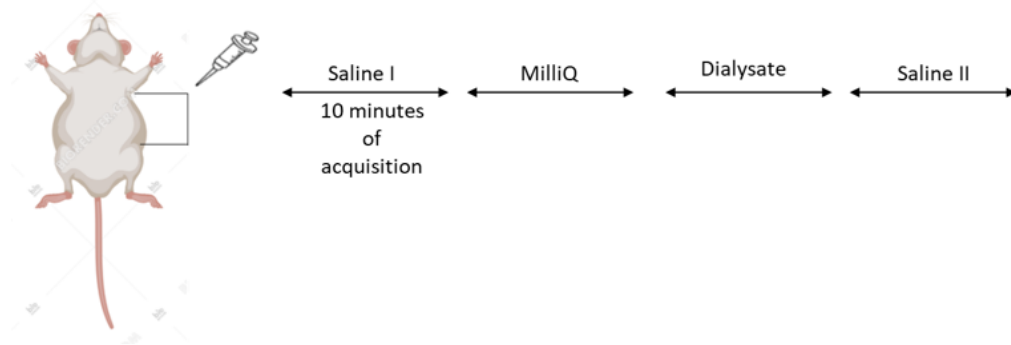 Saline I
MilliQ
Dialysate
Saline II
10 minutes
of
acquisition